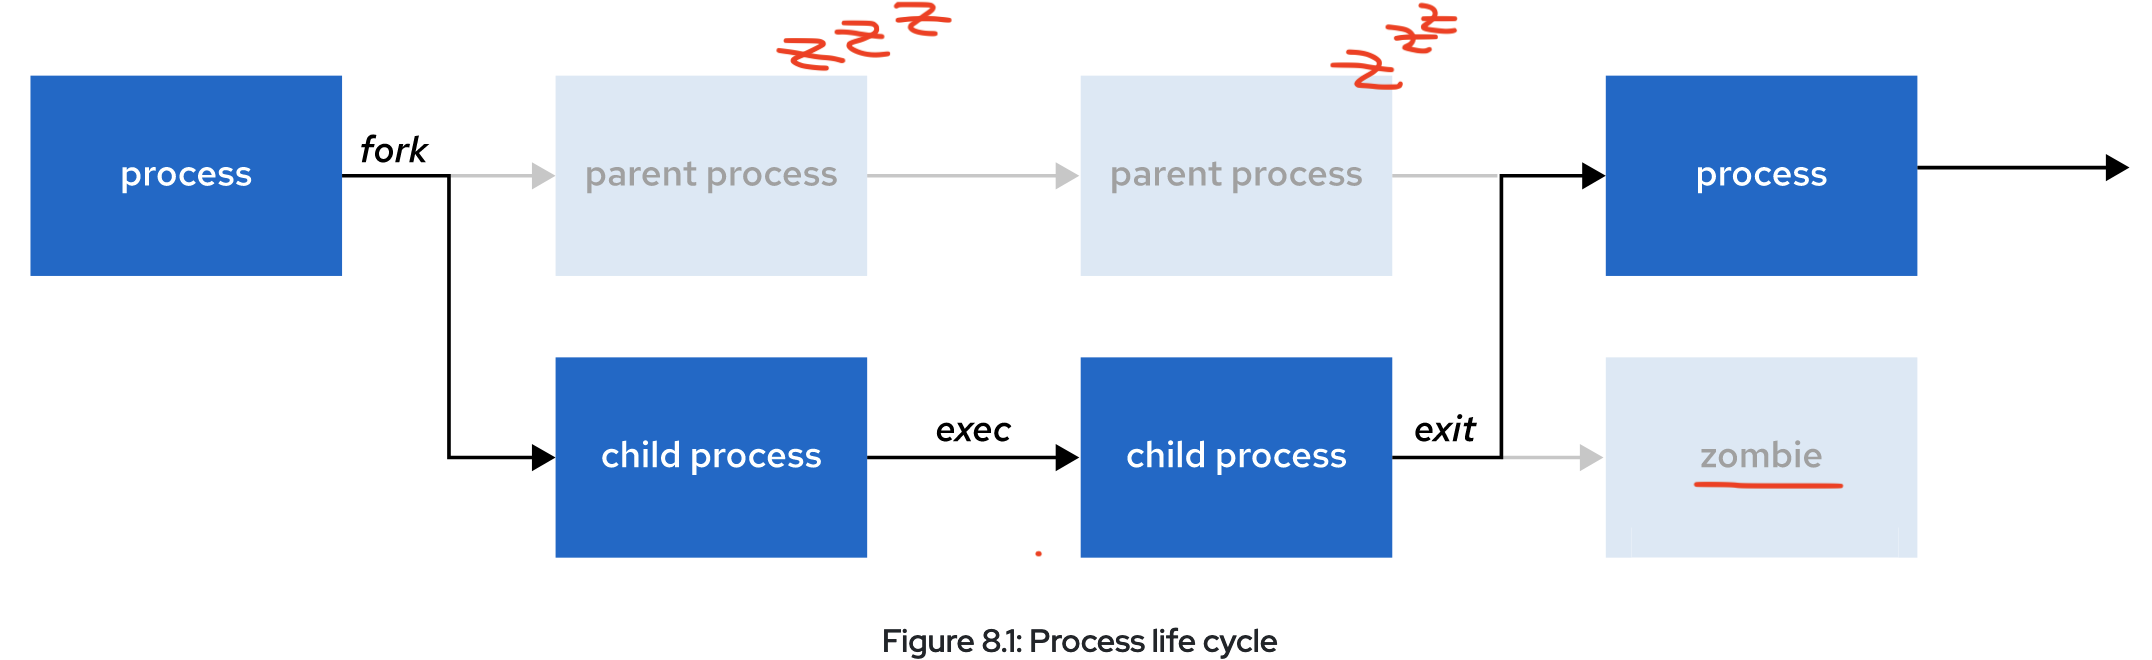 z z z
z z z
fork
process
parent process
parent process
process
exec
exit
child process
child process
zombie
Figure 8.1: Process life cycle